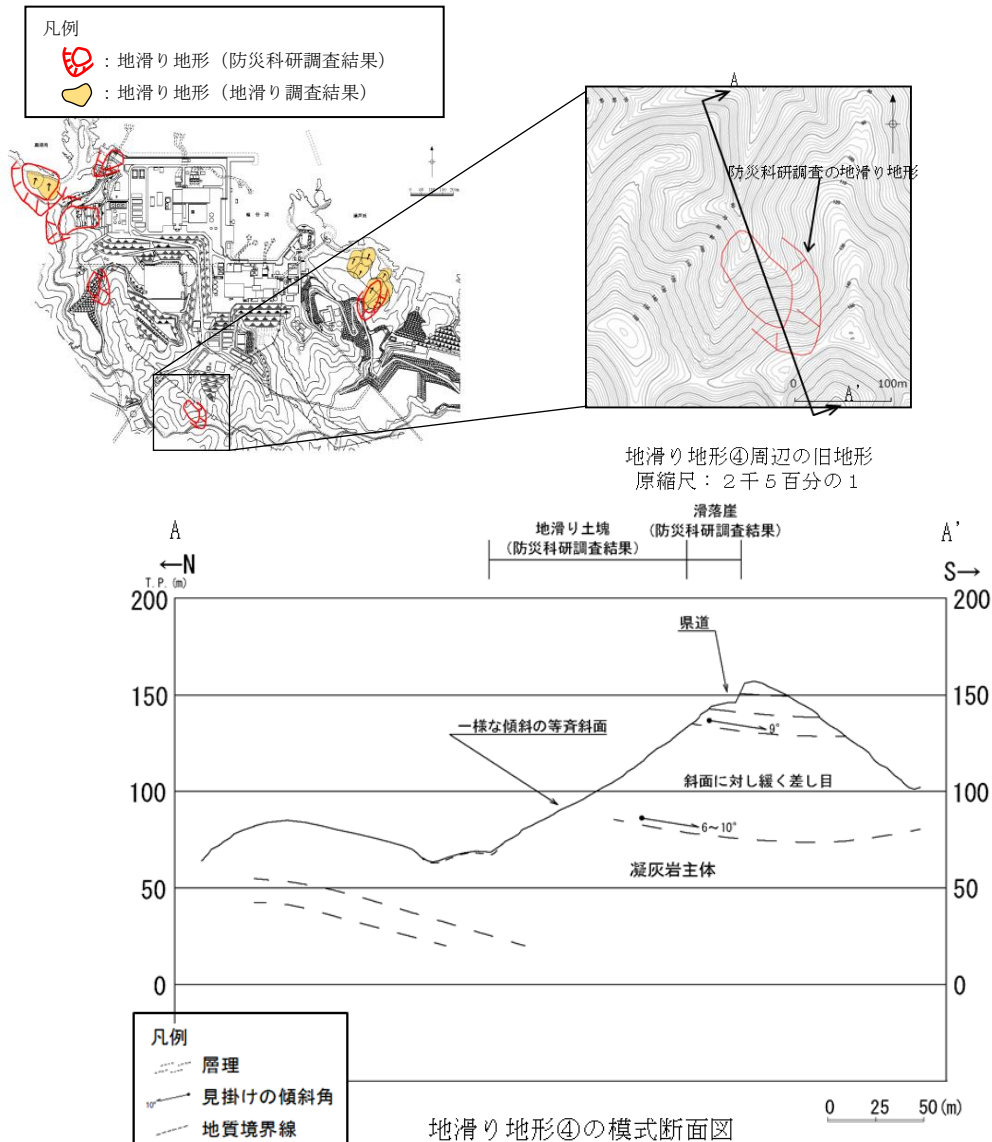 凡例
：地滑り地形（防災科研調査結果）
：地滑り地形（地滑り調査結果）
A
防災科研調査の地滑り地形
0 100m
A'
地滑り地形④周辺の旧地形
原縮尺：２千５百分の１
地滑り土塊
（防災科研調査結果）
滑落崖
（防災科研調査結果）
A
A'
←N
S→
T.P.(m)
200
200
県道
150
150
一様な傾斜の等斉斜面
9°
斜面に対し緩く差し目
100
100
6～10°
凝灰岩主体
50
50
0
0
凡例
層理
10°
見掛けの傾斜角
地質境界線
0 25 50(m)
地滑り地形④の模式断面図